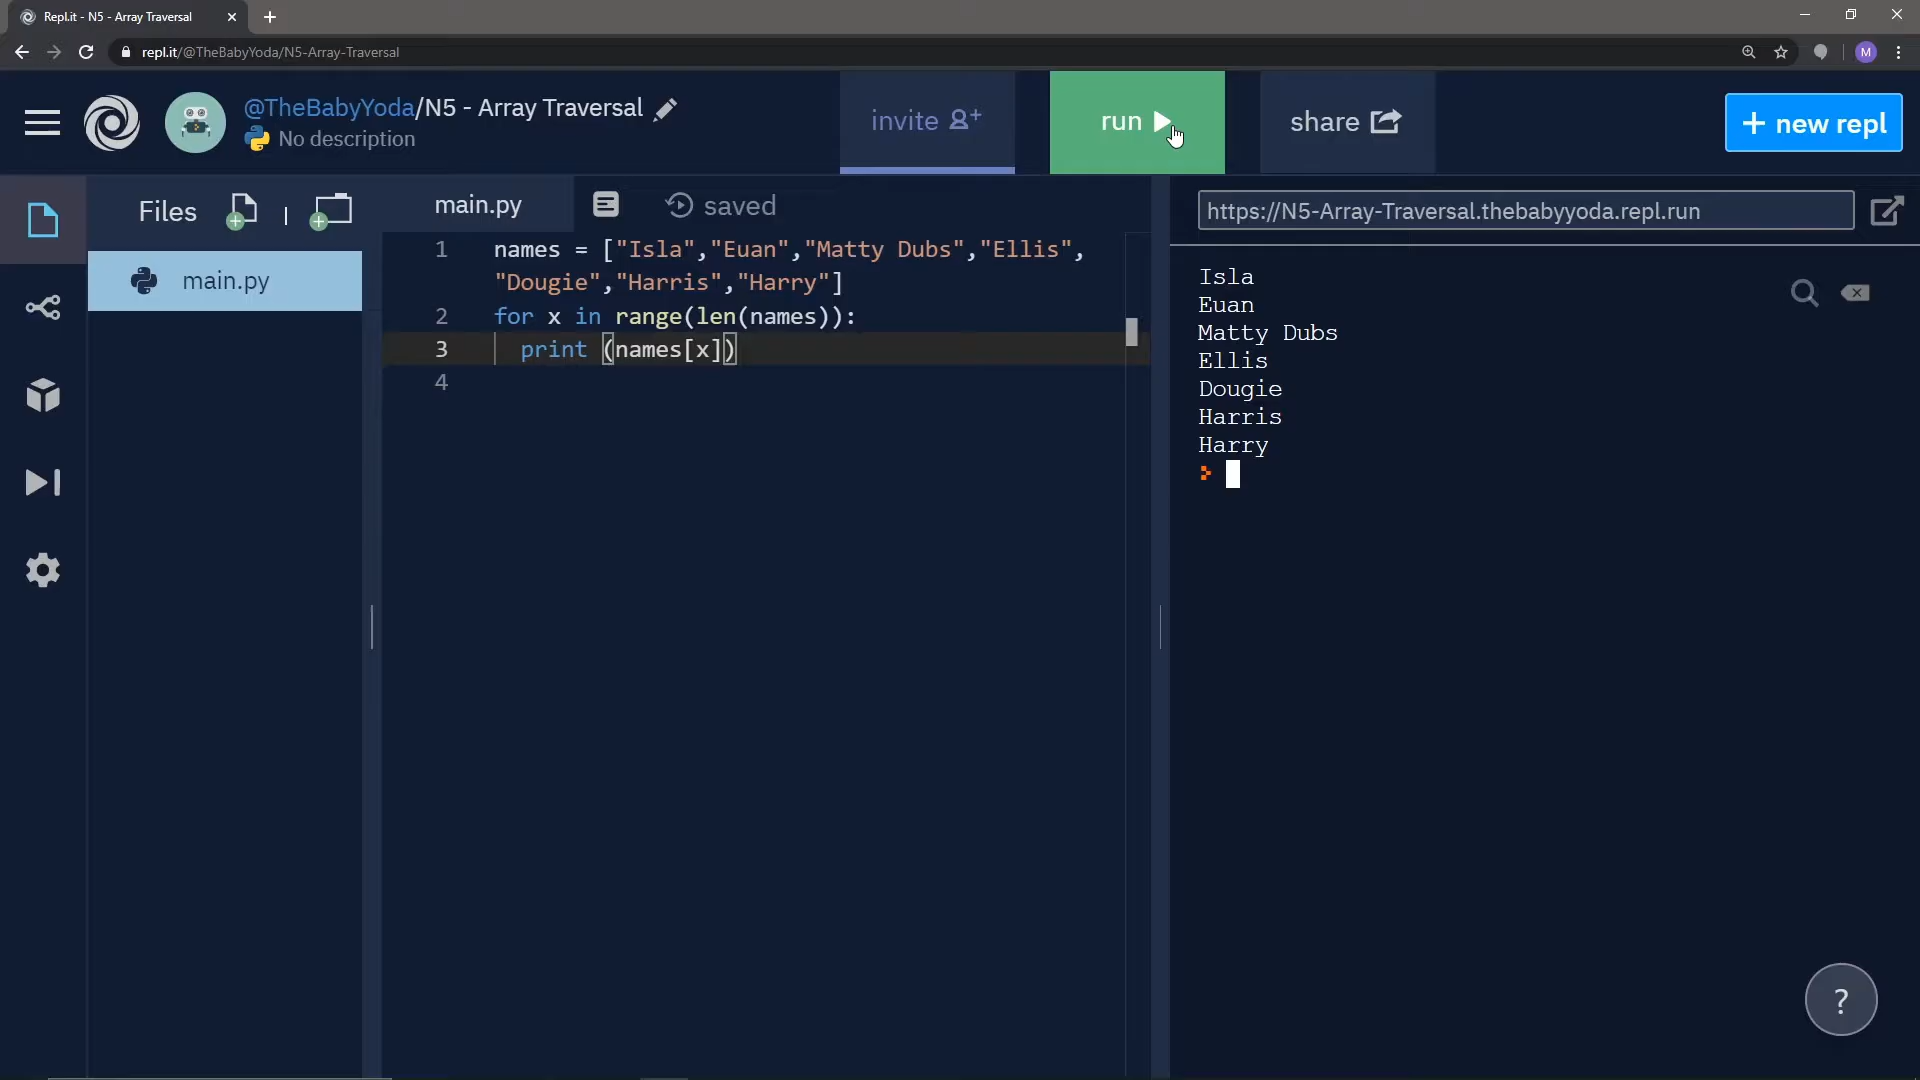 Repl.it - N5 - Array Traversal
repl.it/@TheBabyYoda/N5-Array-Traversal
M
@TheBabyYoda/N5 - Array Traversal
No description
invite
run
share
+ new repl
Files
main.py
main.py
saved
https://N5-Array-Traversal.thebabyyoda.repl.run
1 names = ["Isla","Euan","Matty Dubs","Ellis",
"Dougie","Harris","Harry"]
2 for x in range(len(names)):
3 print (names[x])
4
Isla
Euan
Matty Dubs
Ellis
Dougie
Harris
Harry
?